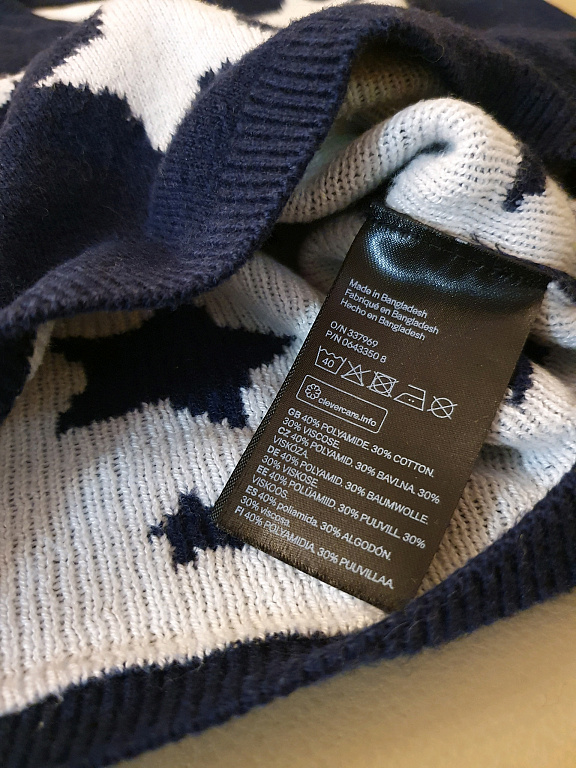 Made in Bangladesh
Fabriqué en Bangladesh
Hecho en Bangladesh
O/N 337969
P/N 0643350 8
40
clevercare.info
GB 40% POLYAMIDE, 30% COTTON,
30% VISCOSE.
CZ 40% POLYAMID, 30% BAVLNA, 30%
VISKÓZA.
DE 40% POLYAMID, 30% BAUMWOLLE,
30% VISKOSE.
EE 40% POLÜAMIID, 30% PUUVILL, 30%
VISKOOS.
ES 40% poliamida, 30% ALGODÓN,
30% viscosa.
FI 40% POLYAMIDIA, 30% PUUVILLAA,